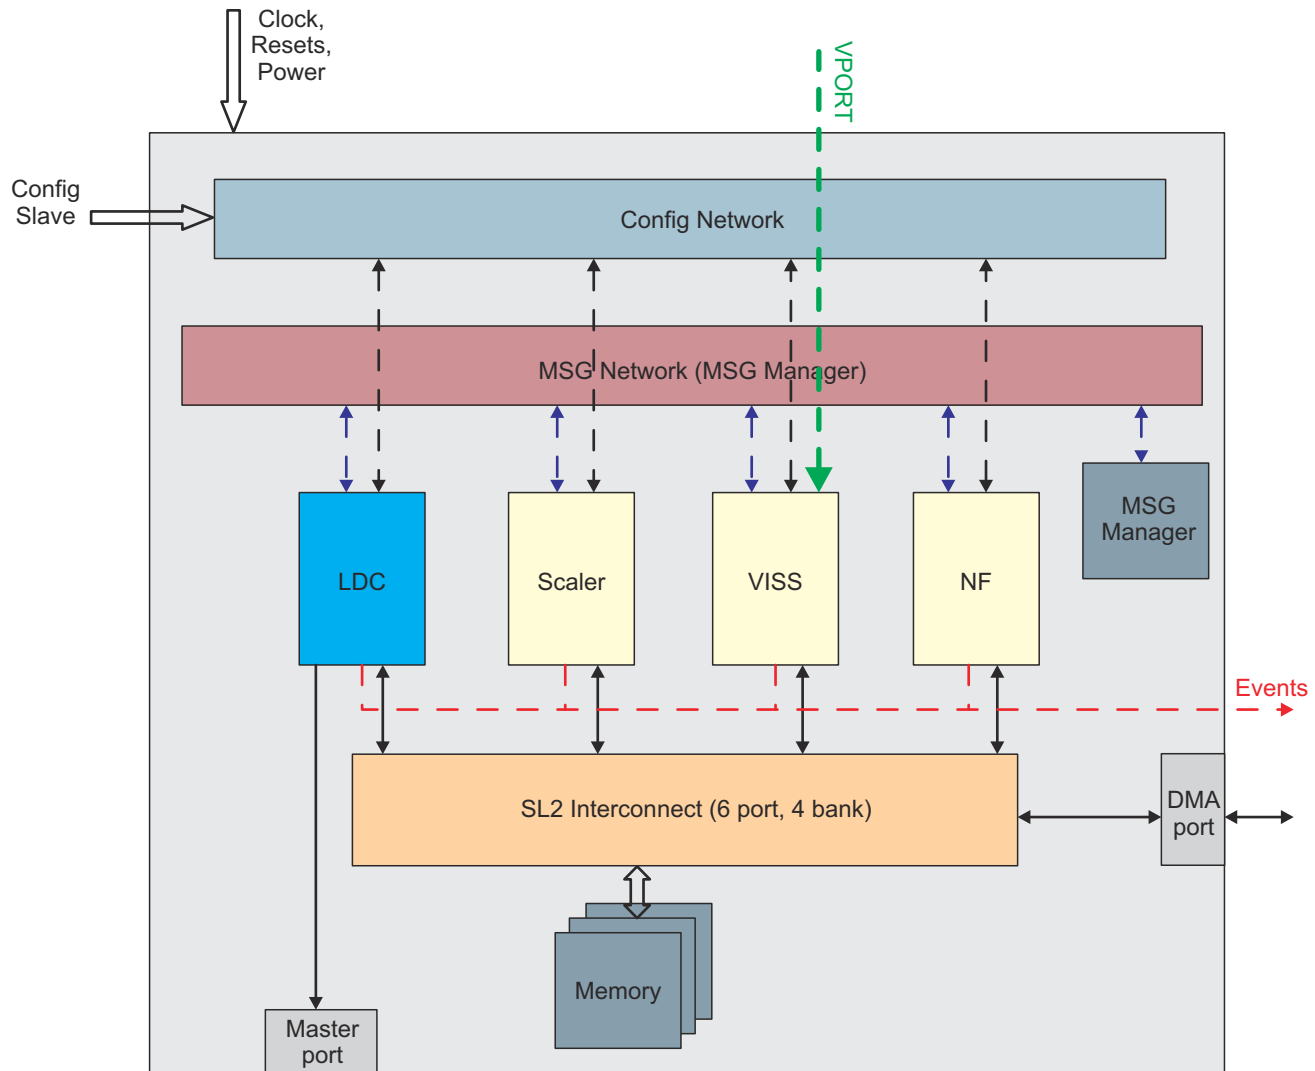 Clock,
Resets,
Power
VPORT
Config
Slave
Config Network
MSG Network (MSG Manager)
LDC
Scaler
VISS
NF
MSG
Manager
Events
SL2 Interconnect (6 port, 4 bank)
DMA
port
Memory
Master
port